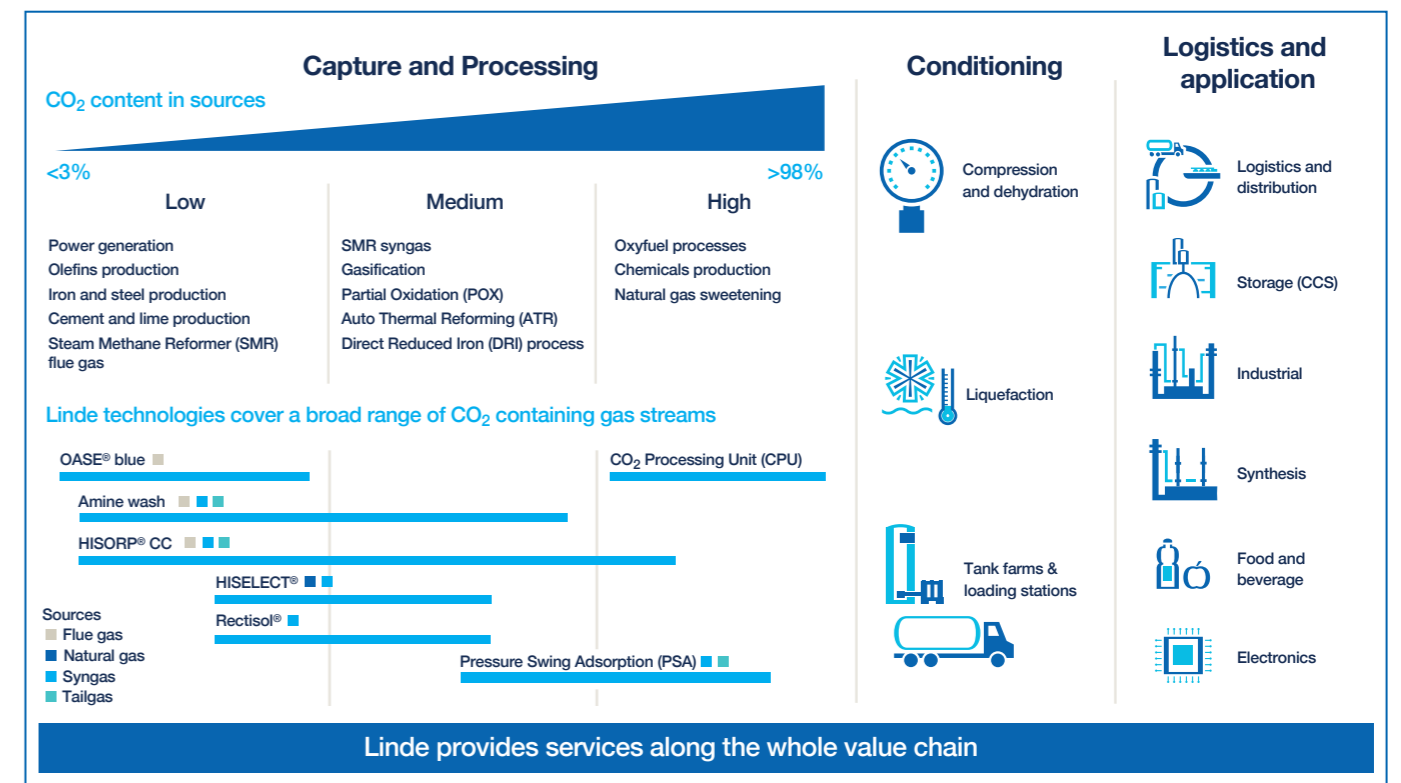 Capture and Processing
CO₂ content in sources
<3%
>98%
Low
Power generation
Olefins production
Iron and steel production
Cement and lime production
Steam Methane Reformer (SMR)
flue gas
Medium
SMR syngas
Gasification
Partial Oxidation (POX)
Auto Thermal Reforming (ATR)
Direct Reduced Iron (DRI) process
High
Oxyfuel processes
Chemicals production
Natural gas sweetening
Linde technologies cover a broad range of CO₂ containing gas streams
OASE® blue
CO₂ Processing Unit (CPU)
Amine wash
HISORP® CC
HISELECT®
Rectisol®
Pressure Swing Adsorption (PSA)
Sources
Flue gas
Natural gas
Syngas
Tailgas
Conditioning
Compression
and dehydration
Liquefaction
Tank farms &
loading stations
Logistics and
application
Logistics and
distribution
Storage (CCS)
Industrial
Synthesis
Food and
beverage
Electronics
Linde provides services along the whole value chain